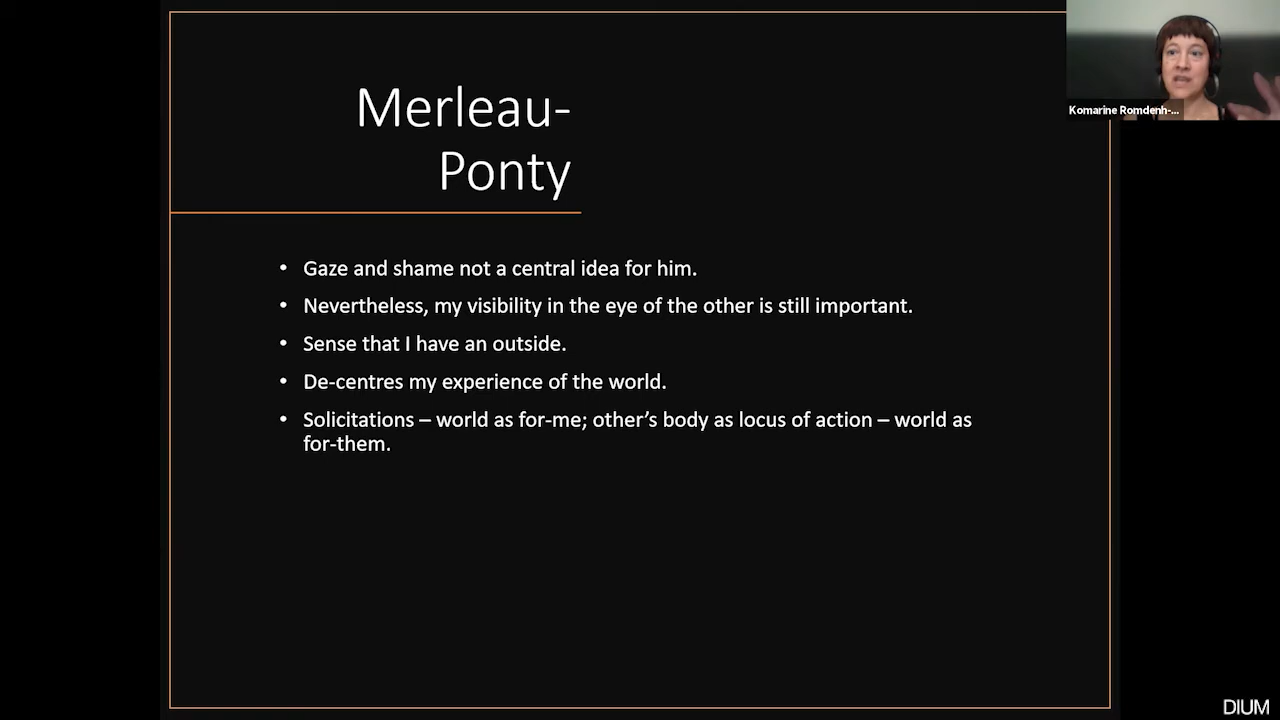 Merleau-
Ponty
Komarine Romdenh-...
• Gaze and shame not a central idea for him.
• Nevertheless, my visibility in the eye of the other is still important.
• Sense that I have an outside.
• De-centres my experience of the world.
• Solicitations – world as for-me; other’s body as locus of action – world as
for-them.
DIUM